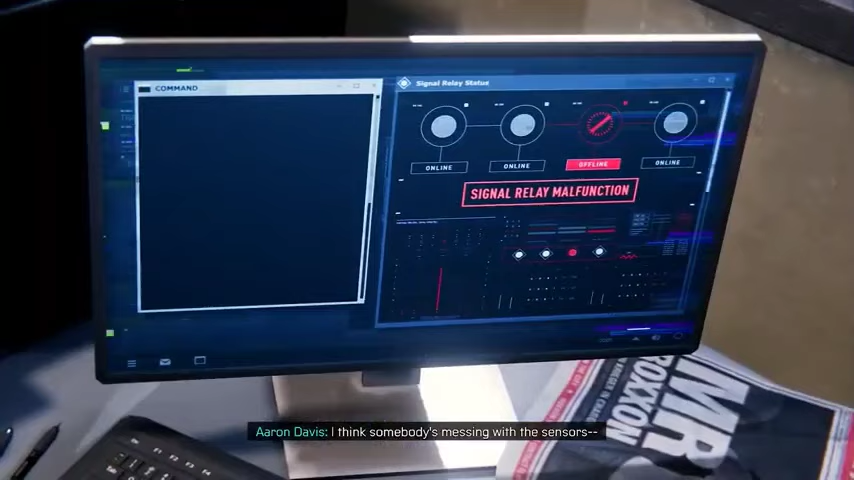 COMMAND
Signal Relay Status
ONLINE
ONLINE
OFFLINE
ONLINE
SIGNAL RELAY MALFUNCTION
MR
ROXXON
Aaron Davis: I think somebody's messing with the sensors--